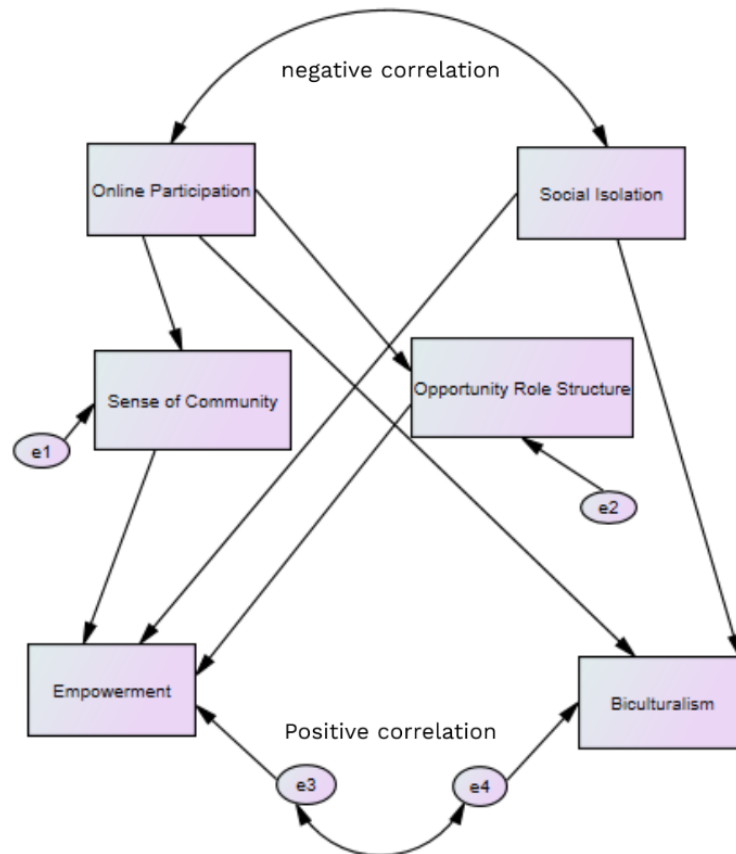 negative correlation
Online Participation
Social Isolation
Sense of Community
Opportunity Role Structure
e1
e2
Empowerment
Biculturalism
Positive correlation
e3
e4